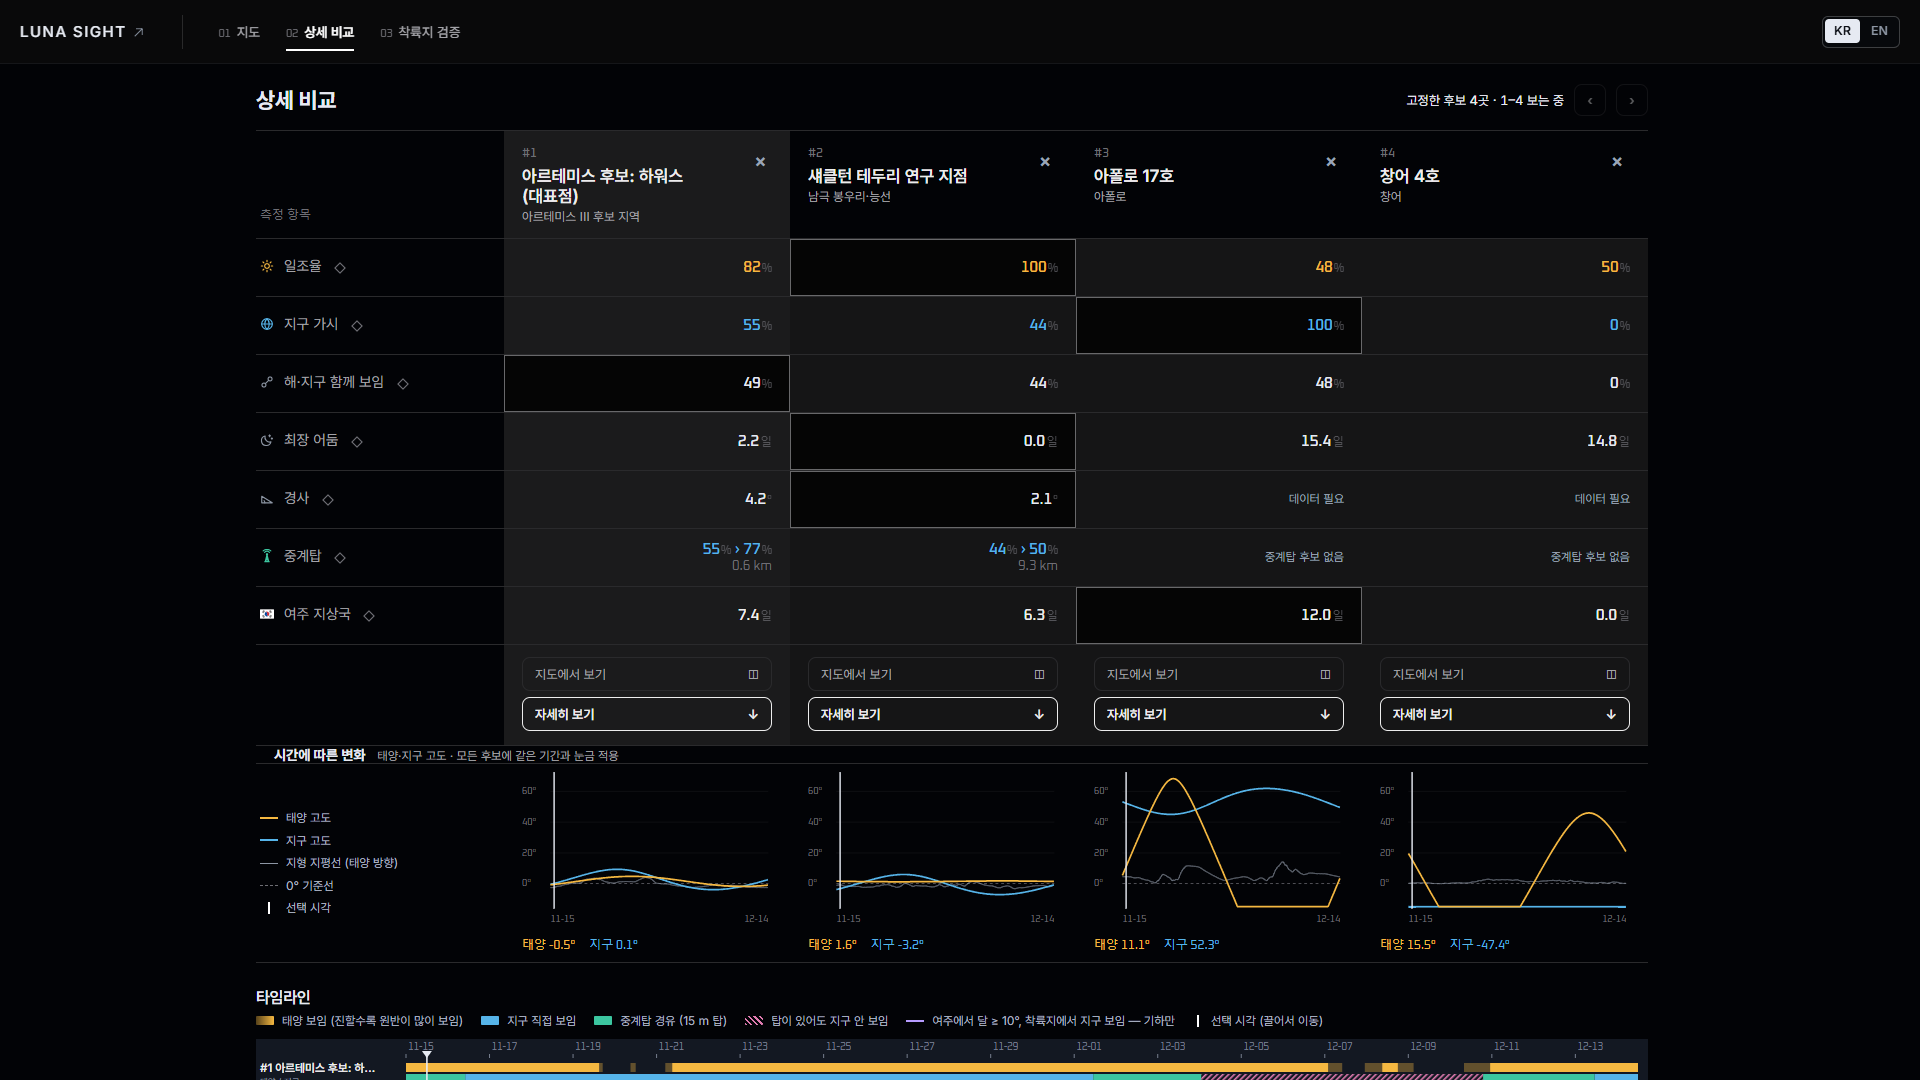 LUNA SIGHT ↗
01 지도
02 상세 비교
03 착륙지 검증
KR
EN
상세 비교
고정한 후보 4곳 · 1–4 보는 중
‹ ›
측정 항목
#1
아르테미스 후보: 하워스
(대표점)
아르테미스 III 후보 지역
#2
섀클턴 테두리 연구 지점
남극 봉우리·능선
#3
아폴로 17호
아폴로
#4
창어 4호
창어
일조율 82% 100% 48% 50%
지구 가시 55% 44% 100% 0%
해·지구 함께 보임 49% 44% 48% 0%
최장 어둠 2.2일 0.0일 15.4일 14.8일
경사 4.2° 2.1° 데이터 필요 데이터 필요
중계탑 55% › 77% 44% › 50% 중계탑 후보 없음 중계탑 후보 없음
0.6 km 9.3 km
여주 지상국 7.4일 6.3일 12.0일 0.0일
지도에서 보기 지도에서 보기 지도에서 보기 지도에서 보기
자세히 보기 자세히 보기 자세히 보기 자세히 보기
시간에 따른 변화 태양·지구 고도 · 모든 후보에 같은 기간과 눈금 적용
태양 고도
지구 고도
지형 지평선 (태양 방향)
0° 기준선
선택 시각
60°
40°
20°
0°
11-15 12-14
태양 -0.5° 지구 0.1°
60°
40°
20°
0°
11-15 12-14
태양 1.6° 지구 -3.2°
60°
40°
20°
0°
11-15 12-14
태양 11.1° 지구 52.3°
60°
40°
20°
0°
11-15 12-14
태양 15.5° 지구 -47.4°
타임라인
태양 보임 (진할수록 원반이 많이 보임)
지구 직접 보임
중계탑 경유 (15 m 탑)
탑이 있어도 지구 안 보임
여주에서 달 ≥ 10°, 착륙지에서 지구 보임 — 기하만
선택 시각 (끌어서 이동)
11-15 11-17 11-19 11-21 11-23 11-25 11-27 11-29 12-01 12-03 12-05 12-07 12-09 12-11 12-13
#1 아르테미스 후보: 하...